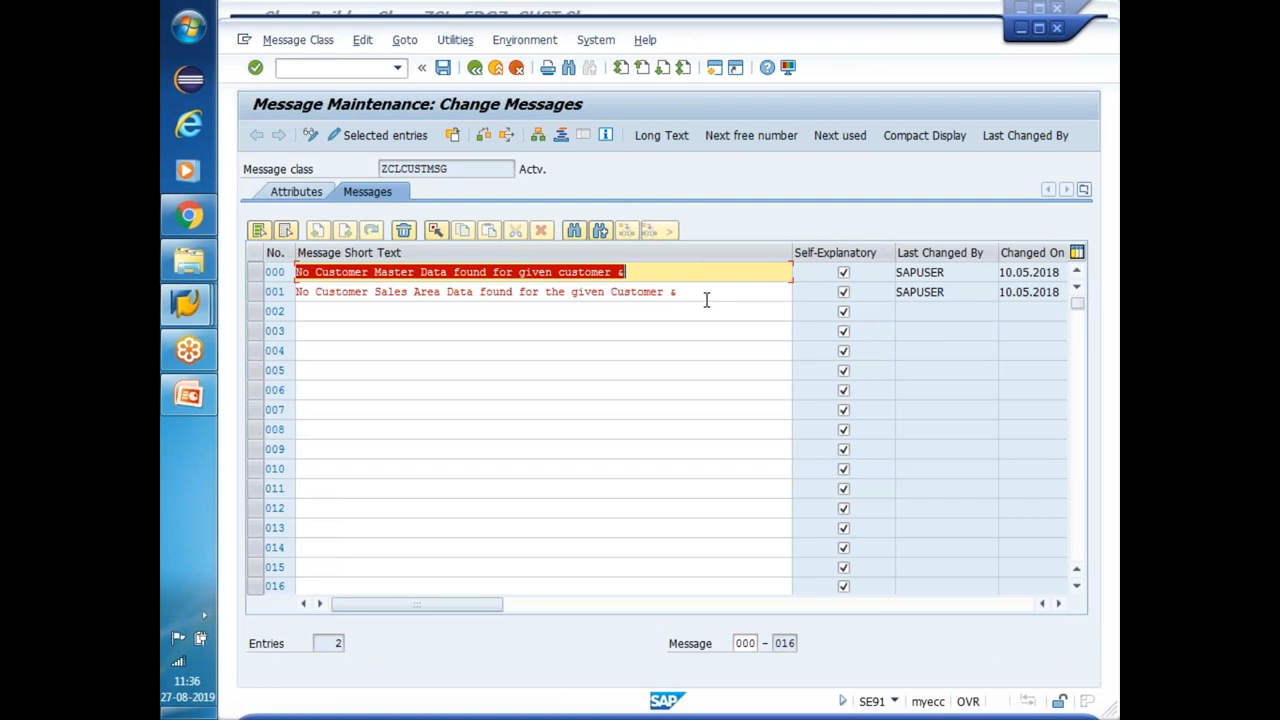 Message Class Edit Goto Utilities Environment System Help
Message Maintenance: Change Messages
Selected entries Long Text Next free number Next used Compact Display Last Changed By
Message class ZCLCUSTMSG Actv.
Attributes Messages
No. Message Short Text Self-Explanatory Last Changed By Changed On
000 No Customer Master Data found for given customer & SAPUSER 10.05.2018
001 No Customer Sales Area Data found for the given Customer & SAPUSER 10.05.2018
002
003
004
005
006
007
008
009
010
011
012
013
014
015
016
Entries 2 Message 000 - 016
SAP SE91 myecc OVR
11:36
27-08-2019